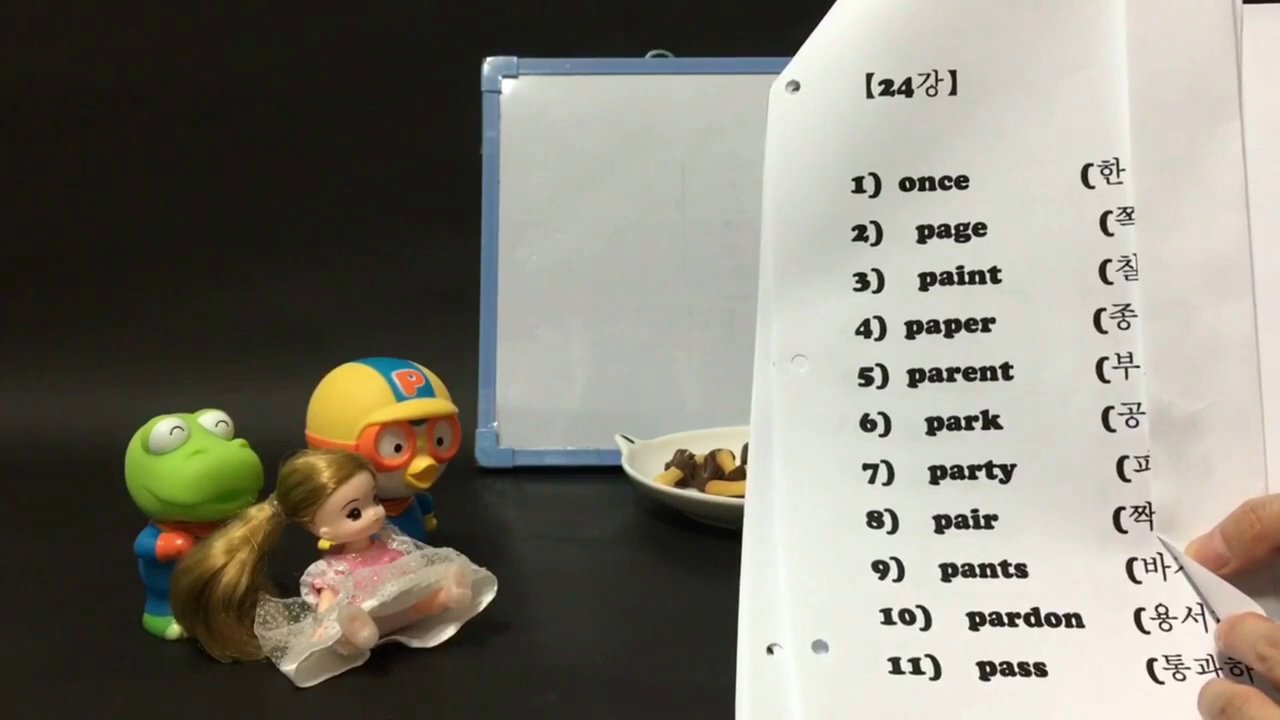 P
【24강】
1) once (한
2) page (쪽
3) paint (칠
4) paper (종
5) parent (부
6) park (공
7) party (파
8) pair (짝
9) pants (바
10) pardon (용서
11) pass (통과하